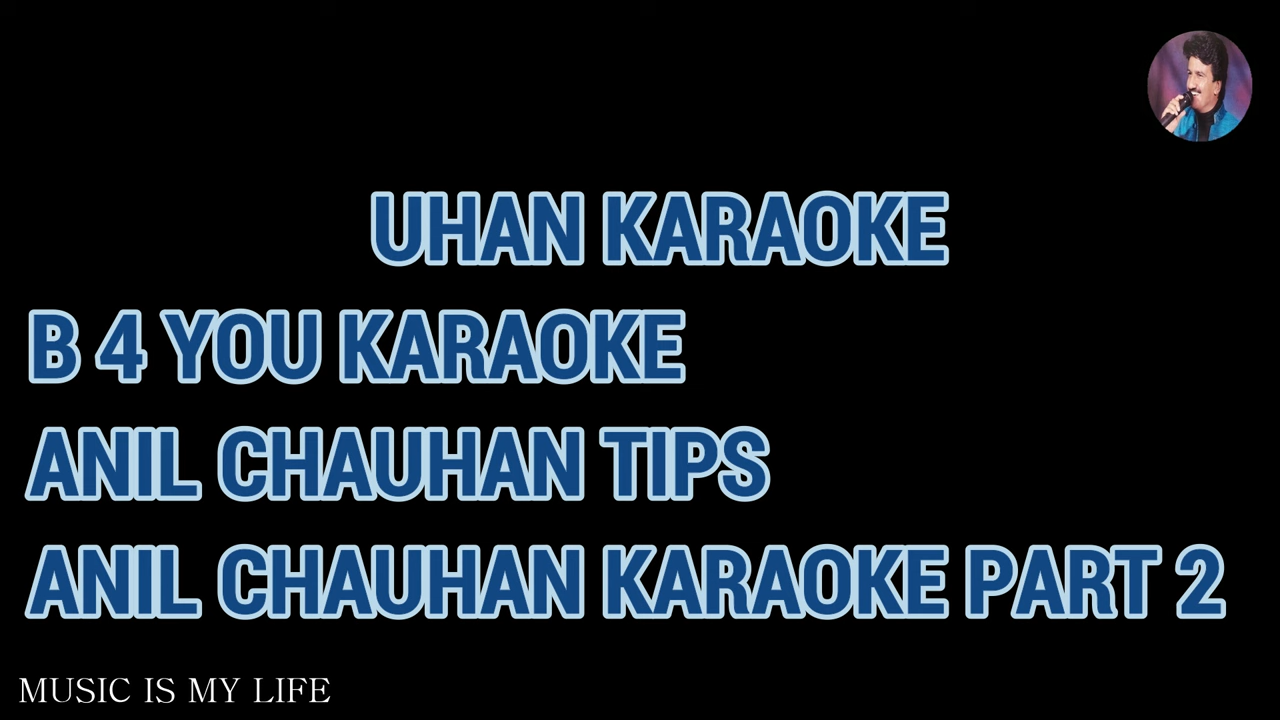 UHAN KARAOKE
B 4 YOU KARAOKE
ANIL CHAUHAN TIPS
ANIL CHAUHAN KARAOKE PART 2
MUSIC IS MY LIFE